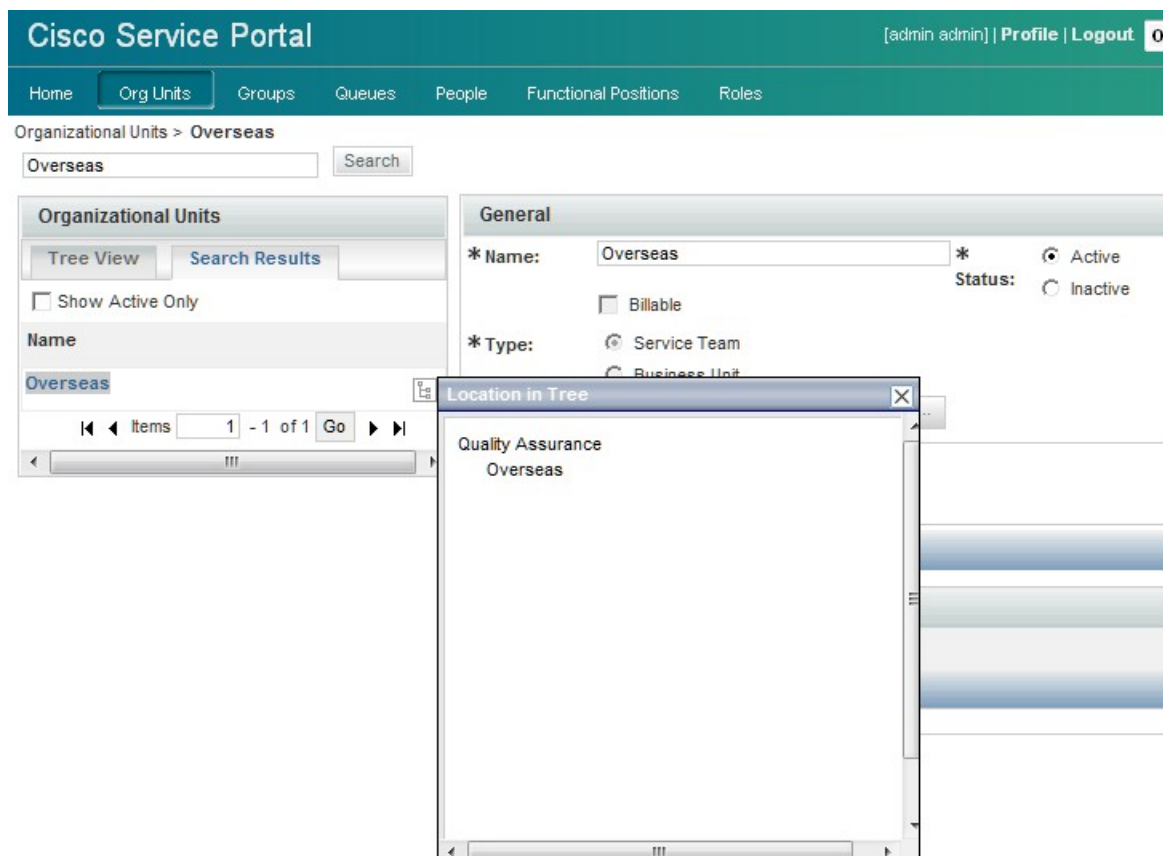 Cisco Service Portal
[admin admin] | Profile | Logout
Home Org Units Groups Queues People Functional Positions Roles
Organizational Units > Overseas
Overseas Search
Organizational Units
Tree View Search Results
Show Active Only
Name
Overseas
Items 1 - 1 of 1 Go
General
* Name: Overseas
* Status: Active
Inactive
Billable
* Type: Service Team
Business Unit
Location in Tree
Quality Assurance
Overseas